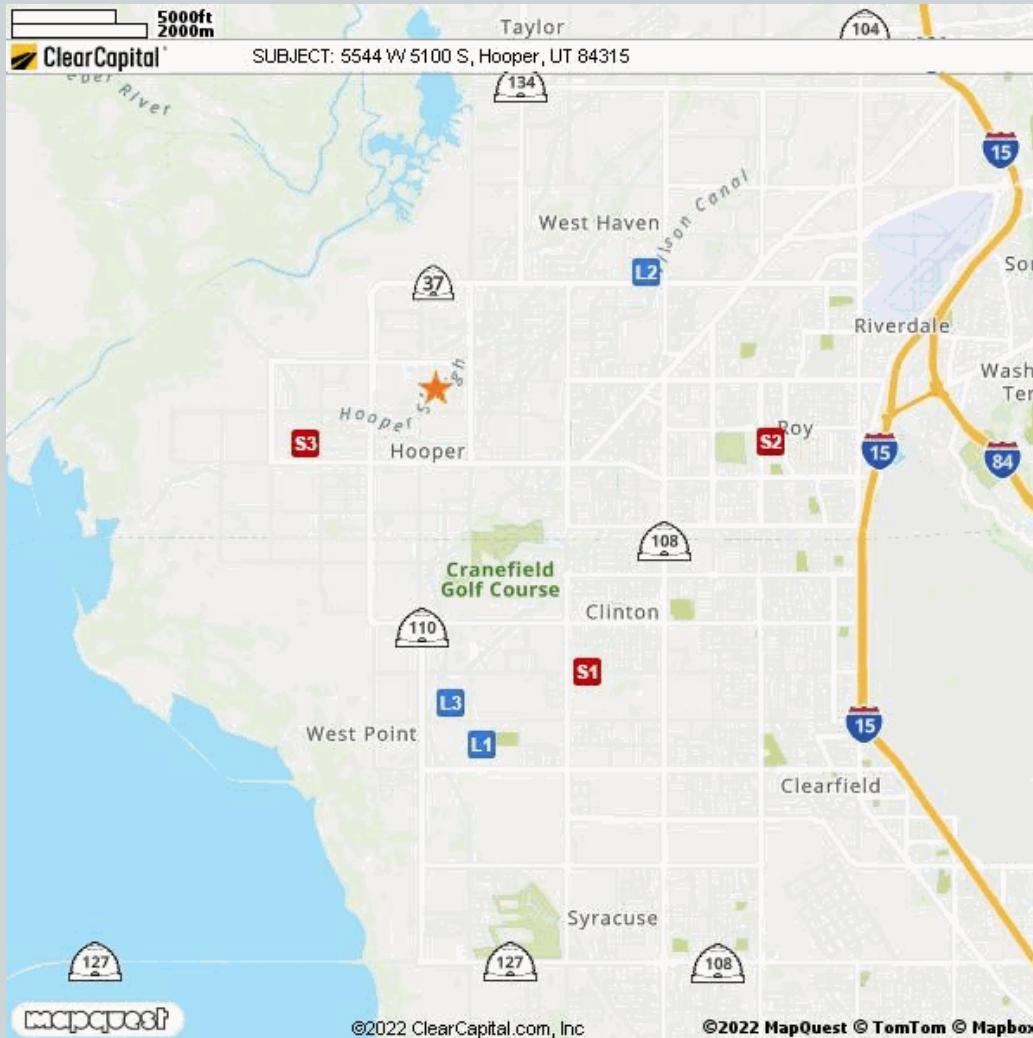 5000ft
2000m
Taylor
104
ClearCapital
SUBJECT: 5544 W 5100 S, Hooper, UT 84315
River
134
15
West Haven
Canal
L2
37
Riverdale
Hooper
S3
Hooper
S2
Roy
15
84
108
Cranefield
Golf Course
Clinton
110
S1
L3
West Point
L1
15
Clearfield
Syracuse
127
127
108
mapquest
©2022 ClearCapital.com, Inc
©2022 MapQuest © TomTom © Mapbox